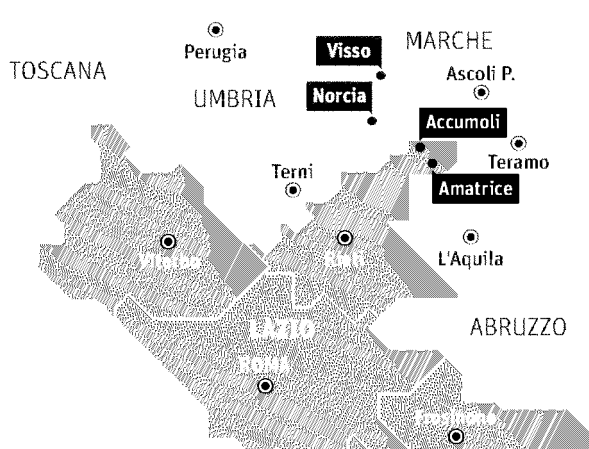 MARCHE
Visso
Perugia
TOSCANA
Ascoli P.
UMBRIA
Norcia
Accumoli
Teramo
Terni
Amatrice
Viterbo
Rieti
L'Aquila
LAZIO
ABRUZZO
ROMA
Frosinone